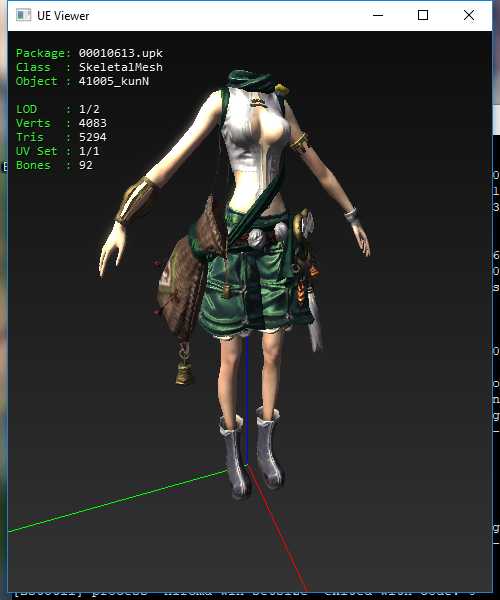 UE Viewer
Package: 00010613.upk
Class : SkeletalMesh
Object : 41005_kunN
LOD : 1/2
Verts : 4083
Tris : 5294
UV Set : 1/1
Bones : 92